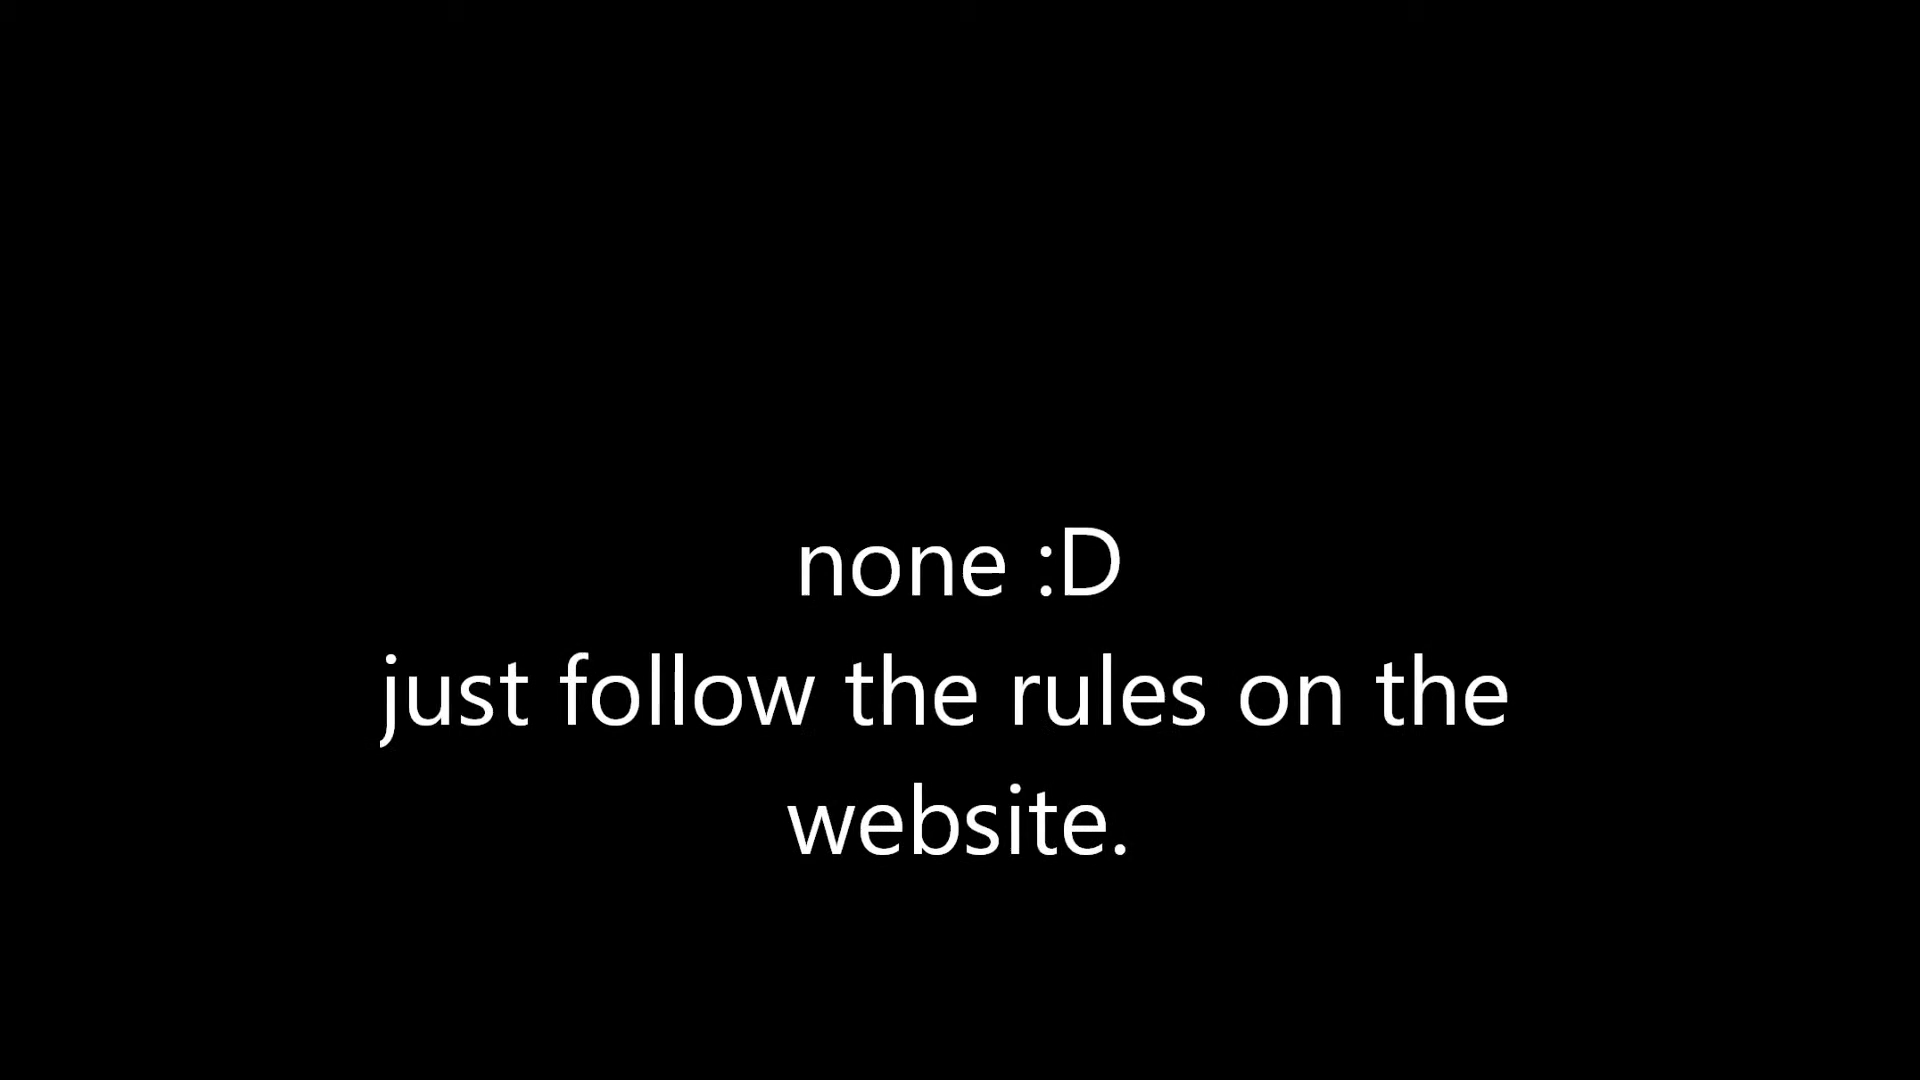 none :D
just follow the rules on the
website.